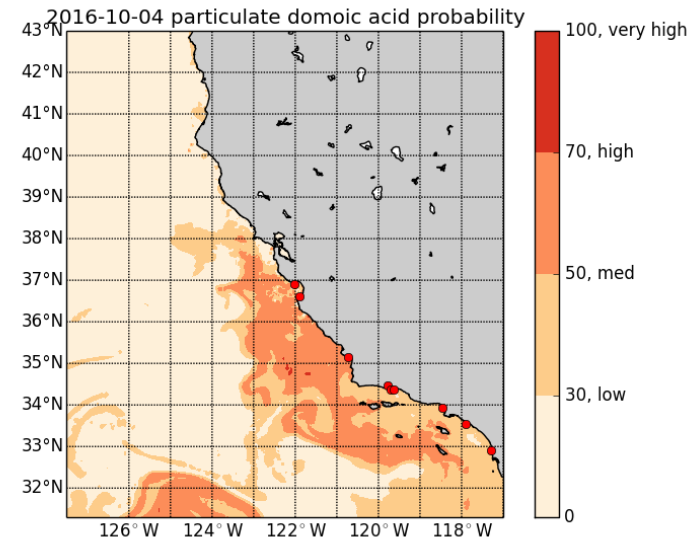 2016-10-04 particulate domoic acid probability
43°N
42°N
41°N
40°N
39°N
38°N
37°N
36°N
35°N
34°N
33°N
32°N
126°W 124°W 122°W 120°W 118°W
100, very high
70, high
50, med
30, low
0